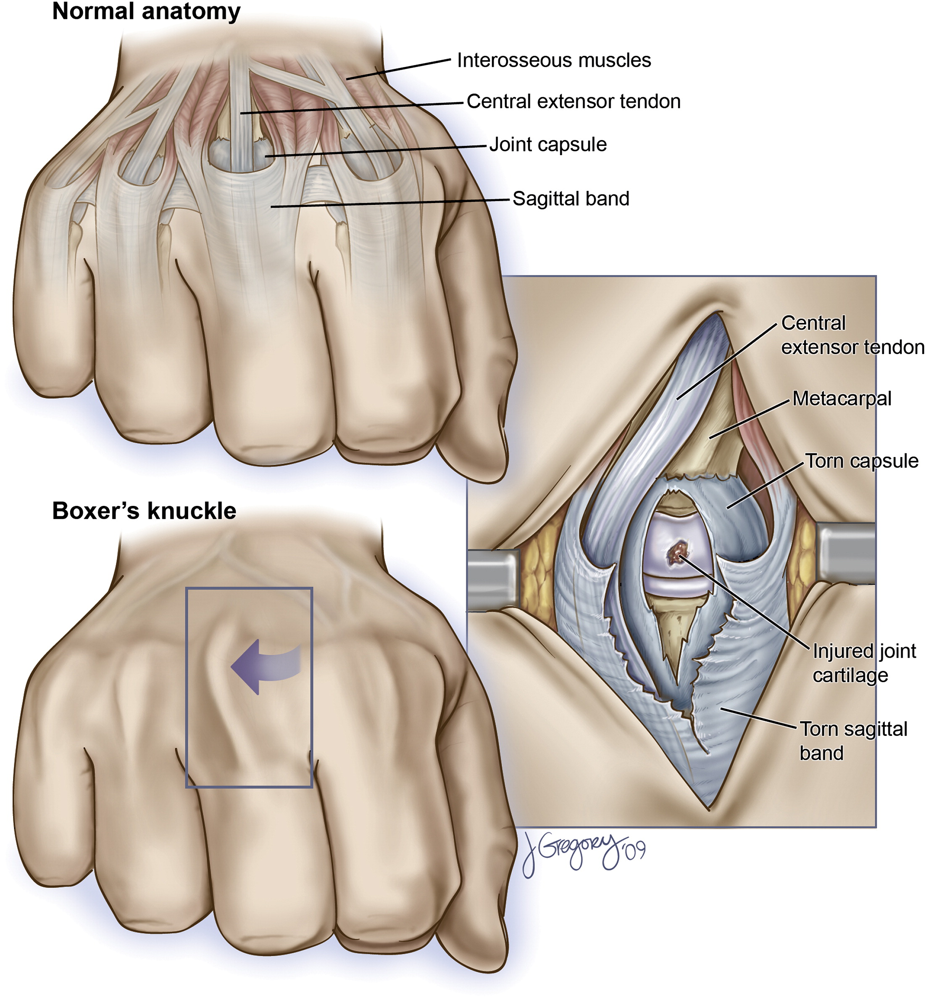 Normal anatomy
Interosseous muscles
Central extensor tendon
Joint capsule
Sagittal band
Central
extensor tendon
Metacarpal
Torn capsule
Boxer’s knuckle
Injured joint
cartilage
Torn sagittal
band
J Gregory '09